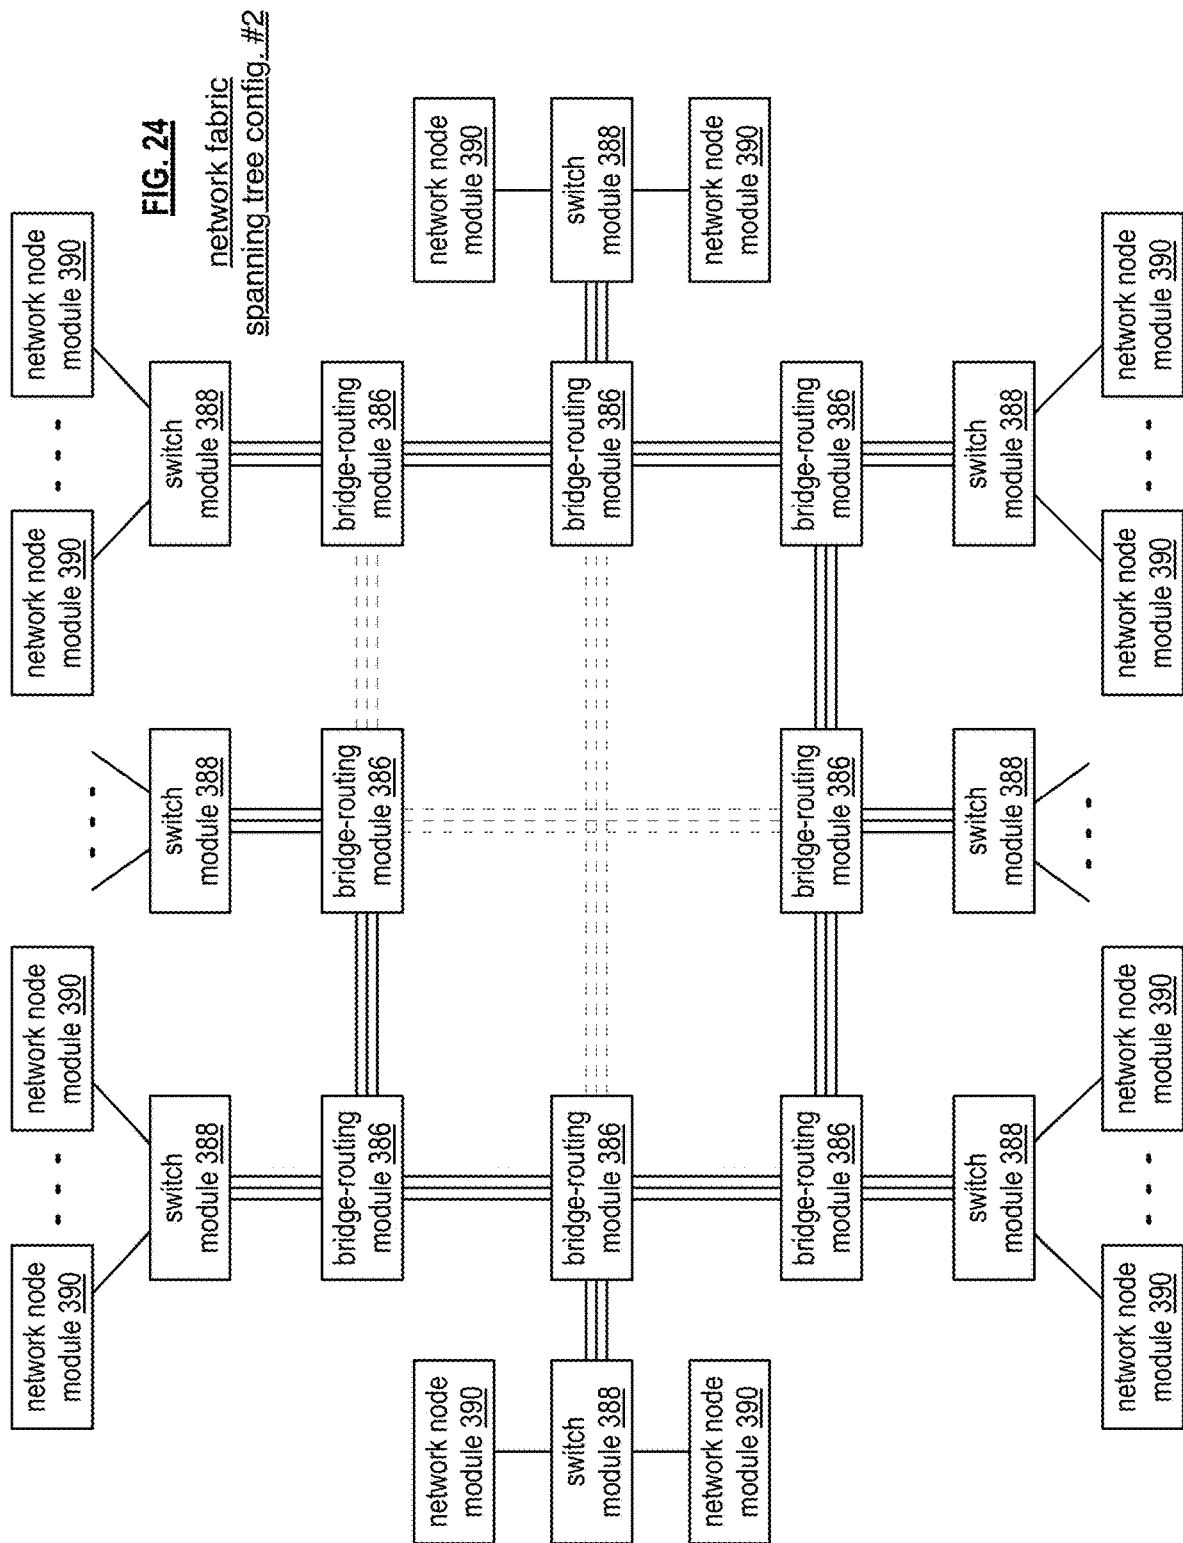 network node
module 390
network node
module 390
network node
module 390
network node
module 390
FIG. 24
network fabric
spanning tree config. #2
switch
module 388
switch
module 388
switch
module 388
bridge-routing
module 386
bridge-routing
module 386
bridge-routing
module 386
network node
module 390
network node
module 390
switch
module 388
bridge-routing
module 386
bridge-routing
module 386
switch
module 388
network node
module 390
network node
module 390
bridge-routing
module 386
bridge-routing
module 386
bridge-routing
module 386
switch
module 388
switch
module 388
switch
module 388
network node
module 390
network node
module 390
network node
module 390
network node
module 390